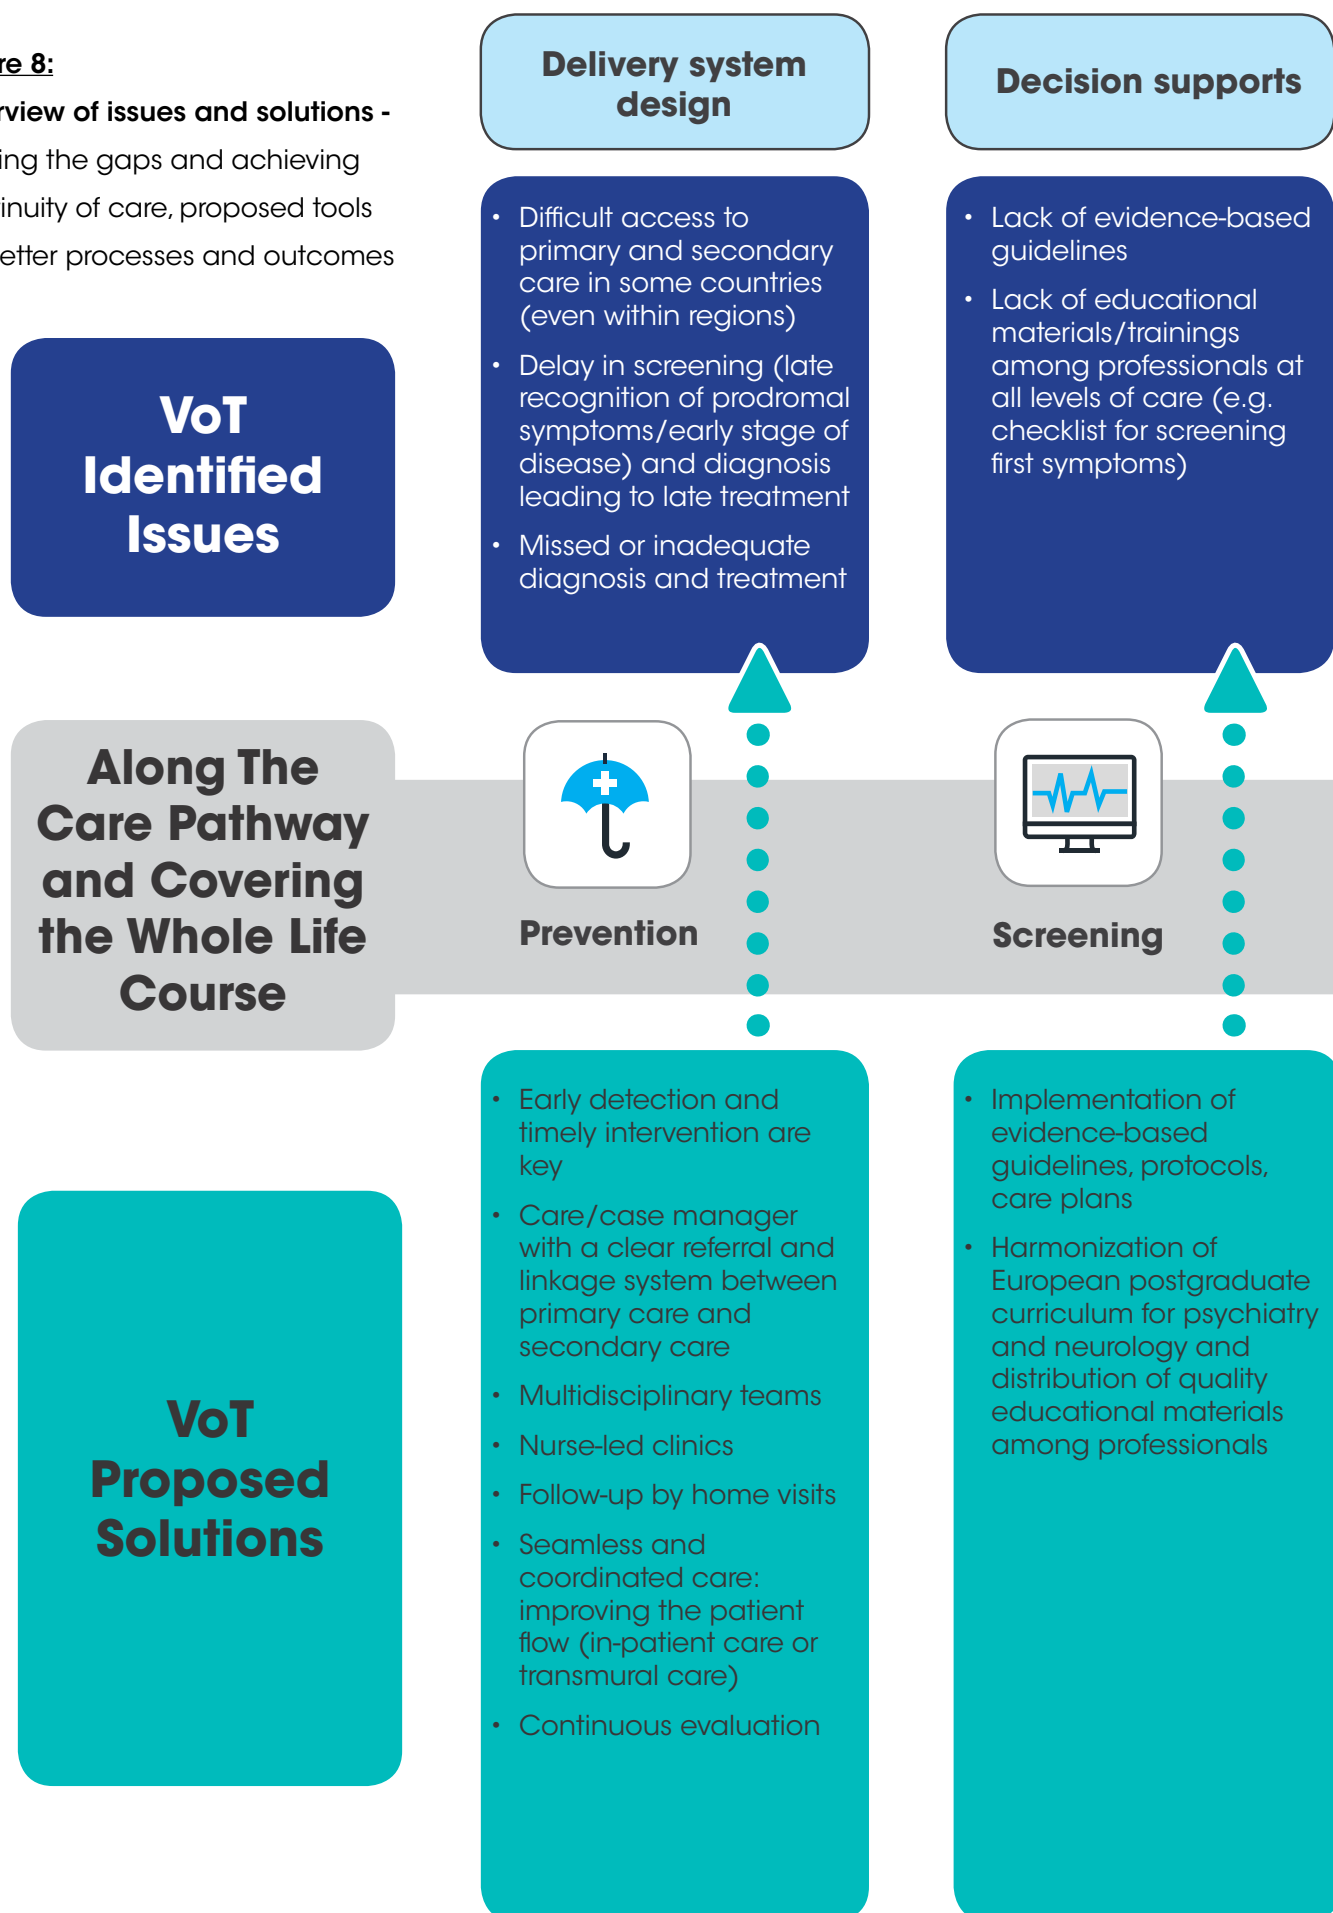 re 8:
rview of issues and solutions -
ing the gaps and achieving
tinuity of care, proposed tools
etter processes and outcomes
Delivery system
design
Decision supports
VoT
Identified
Issues
• Difficult access to
primary and secondary
care in some countries
(even within regions)
• Delay in screening (late
recognition of prodromal
symptoms/early stage of
disease) and diagnosis
leading to late treatment
• Missed or inadequate
diagnosis and treatment
• Lack of evidence-based
guidelines
• Lack of educational
materials/trainings
among professionals at
all levels of care (e.g.
checklist for screening
first symptoms)
Along The
Care Pathway
and Covering
the Whole Life
Course
Prevention
Screening
VoT
Proposed
Solutions
• Early detection and
timely intervention are
key
• Care/case manager
with a clear referral and
linkage system between
primary care and
secondary care
• Multidisciplinary teams
• Nurse-led clinics
• Follow-up by home visits
• Seamless and
coordinated care:
improving the patient
flow (in-patient care or
transmural care)
• Continuous evaluation
• Implementation of
evidence-based
guidelines, protocols,
care plans
• Harmonization of
European postgraduate
curriculum for psychiatry
and neurology and
distribution of quality
educational materials
among professionals